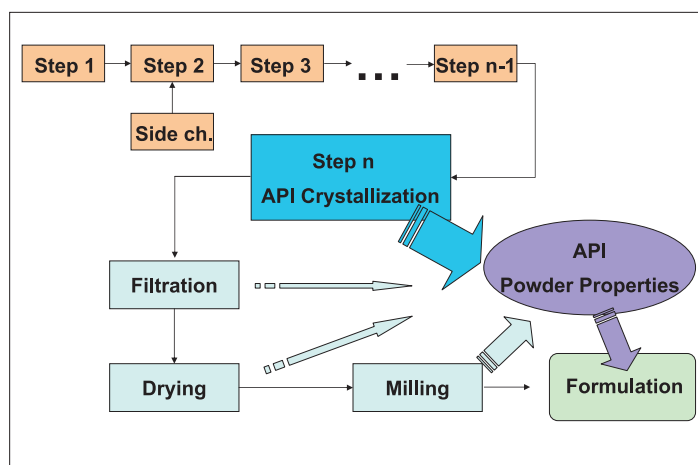 Step 1
Step 2
Step 3
...
Step n-1
Side ch.
Step n
API Crystallization
API
Powder Properties
Filtration
Drying
Milling
Formulation